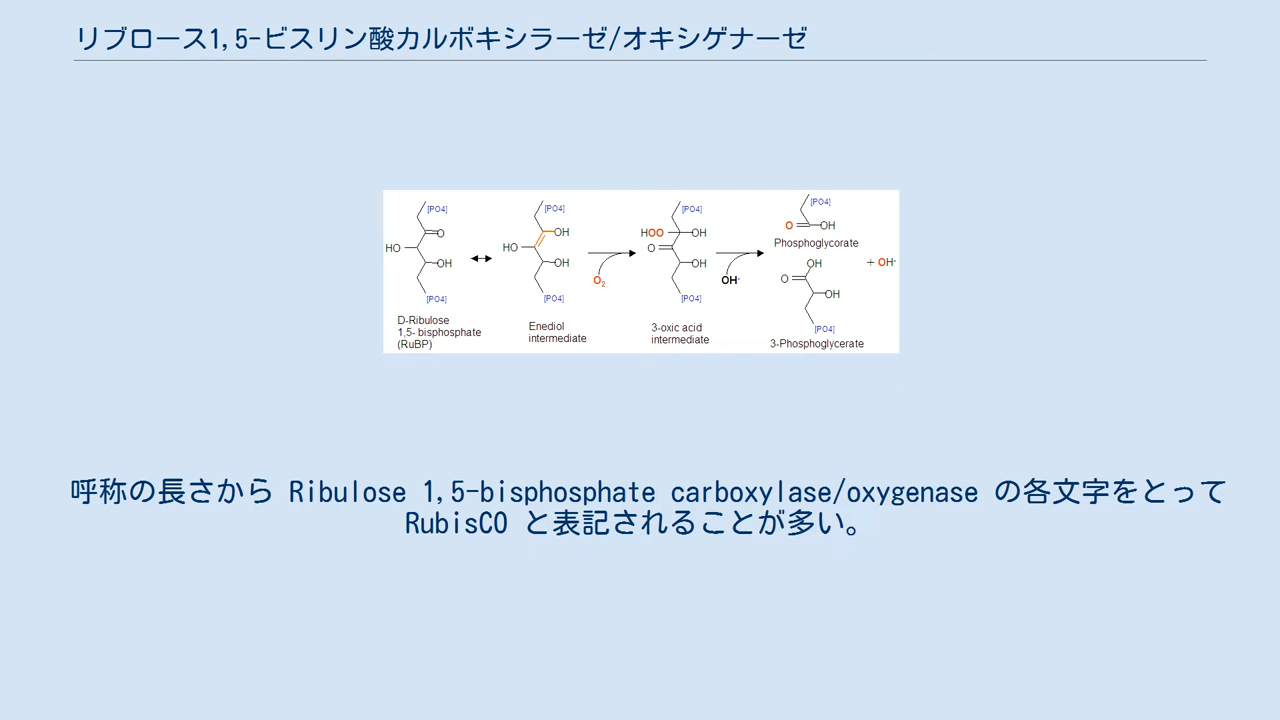 リブロース1,5-ビスリン酸カルボキシラーゼ/オキシゲナーゼ
[PO4]
O
HO
OH
[PO4]
D-Ribulose
1,5- bisphosphate
(RuBP)
[PO4]
OH
HO
OH
[PO4]
Enediol
intermediate
O2
[PO4]
HOO OH
O
OH
[PO4]
3-oxic acid
intermediate
OH-
[PO4]
O OH
Phosphoglycorate
OH
O
OH
[PO4]
3-Phosphoglycerate
+ OH-
呼称の長さから Ribulose 1,5-bisphosphate carboxylase/oxygenase の各文字をとって
RubisCO と表記されることが多い。